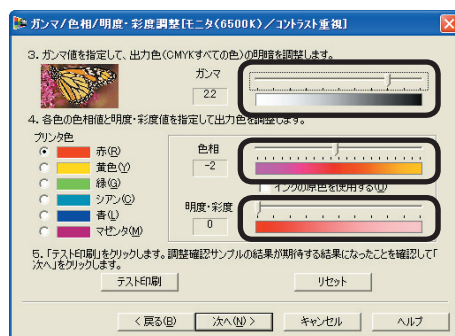 ガンマ/色相/明度・彩度調整[モニタ(6500K)/コントラスト重視]
3. ガンマ値を指定して、出力色(CMYKすべての色)の明暗を調整します。
ガンマ
2.2
4. 各色の色相値と明度・彩度値を指定して出力色を調整します。
プリンタ色
赤(R)
黄色(Y)
緑(G)
シアン(C)
青(L)
マゼンタ(M)
色相
-2
インクの原色を使用する(U)
明度・彩度
0
5. 「テスト印刷」をクリックします。調整確認サンプルの結果が期待する結果になったことを確認して「
次へ」をクリックします。
テスト印刷
リセット
< 戻る(B)
次へ(N) >
キャンセル
ヘルプ